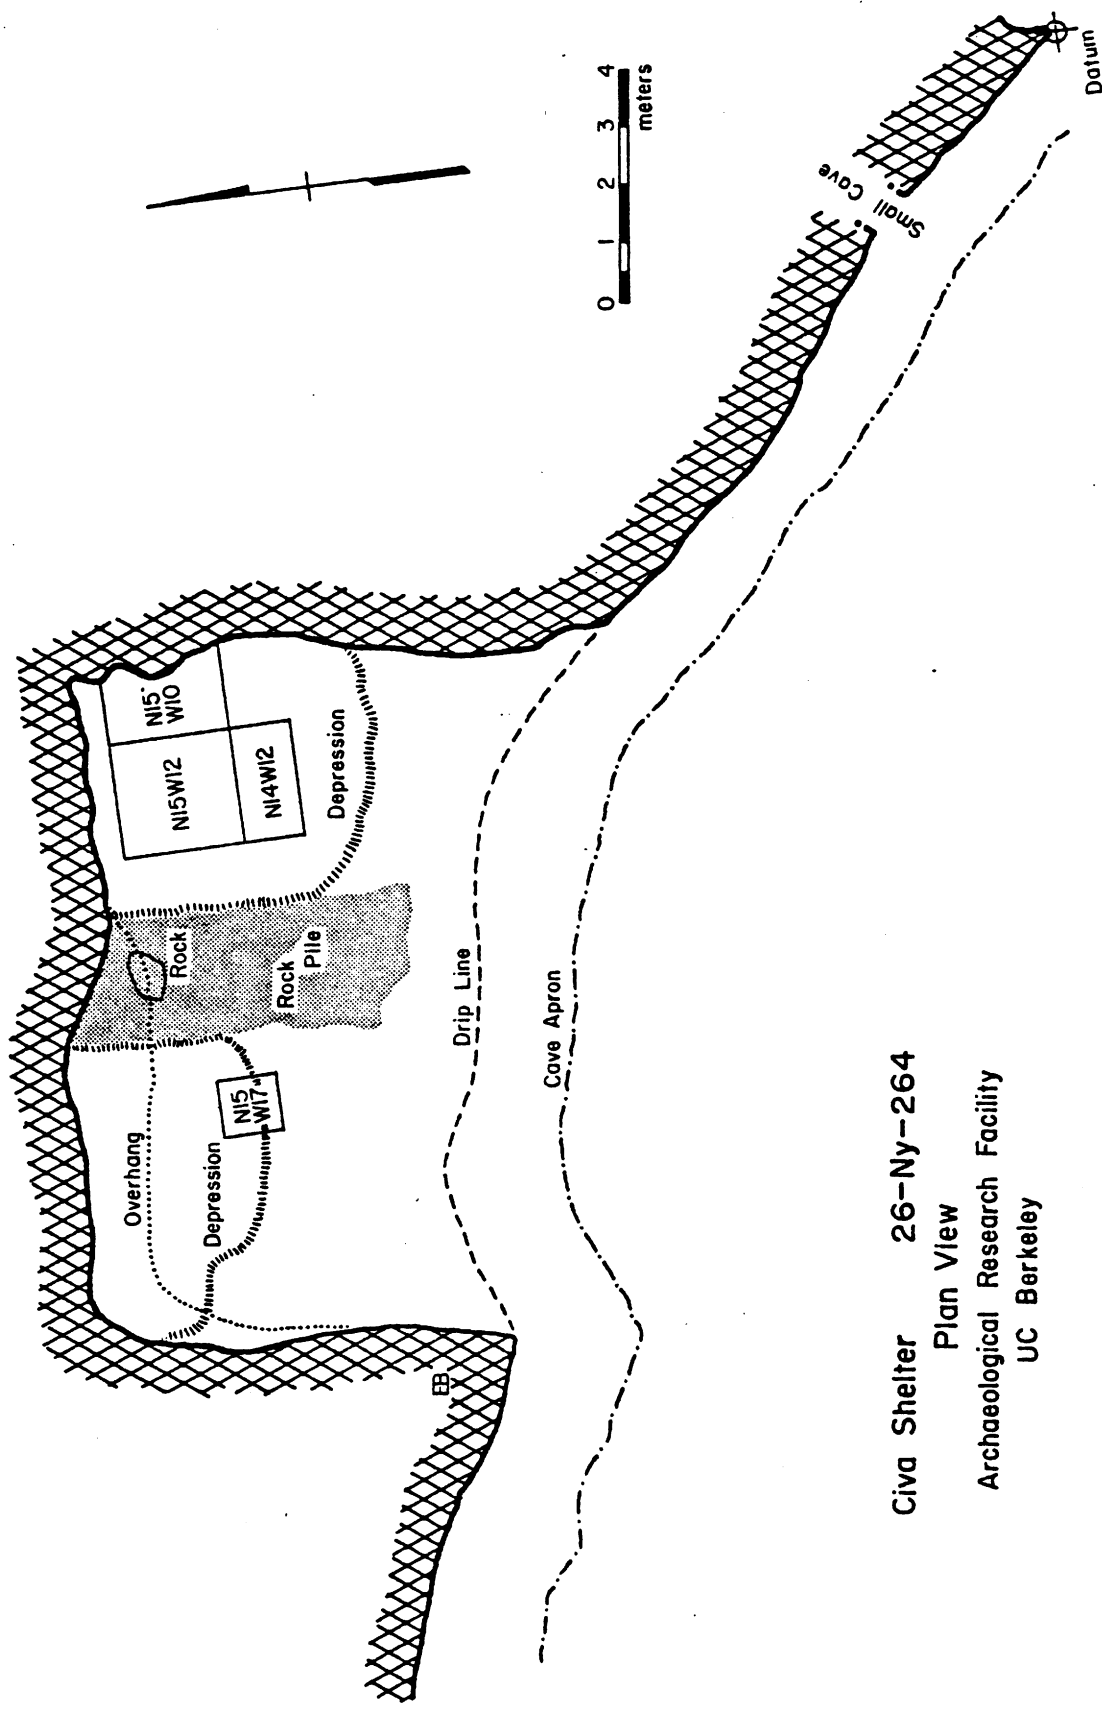 Overhang
Depression
N15
W17
Rock
Rock
Pile
N15W12
N15
W10
N14W12
Depression
Drip Line
Cave Apron
0 1 2 3 4
meters
Small Cave
Datum
EB
Civa Shelter 26-Ny-264
Plan View
Archaeological Research Facility
UC Berkeley